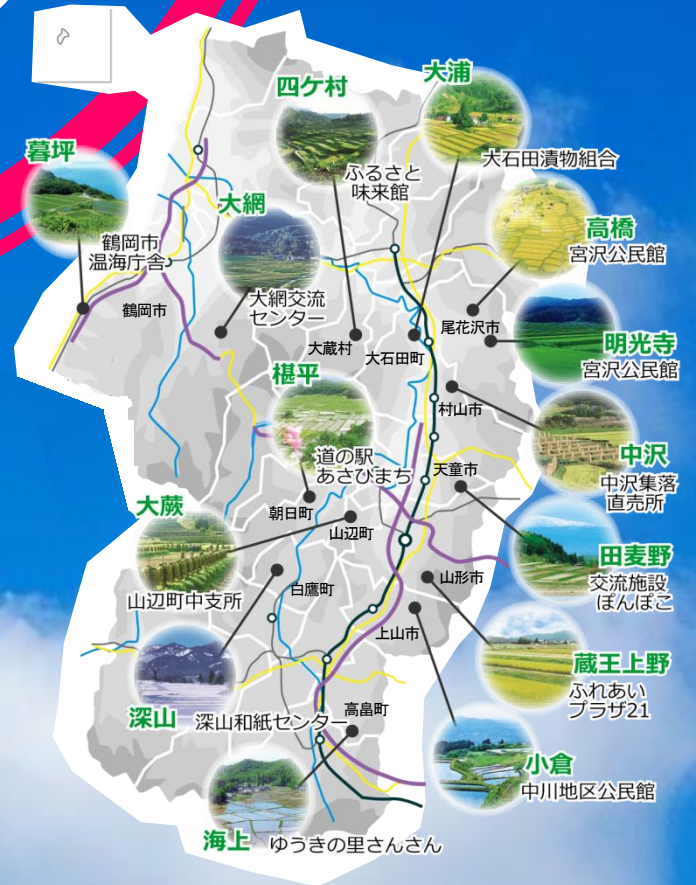 四ケ村
大浦
暮坪
大石田漬物組合
ふるさと
味来館
大網
高橋
宮沢公民館
鶴岡市
温海庁舎
大網交流
センター
鶴岡市
大蔵村
大石田町
尾花沢市
明光寺
宮沢公民館
椹平
村山市
道の駅
あさひまち
中沢
中沢集落
直売所
天童市
大蕨
朝日町
山辺町
田麦野
交流施設
ぽんぽこ
山辺町中支所
白鷹町
山形市
上山市
蔵王上野
ふれあい
プラザ21
深山
深山和紙センター
高畠町
小倉
中川地区公民館
海上
ゆうきの里さんさん